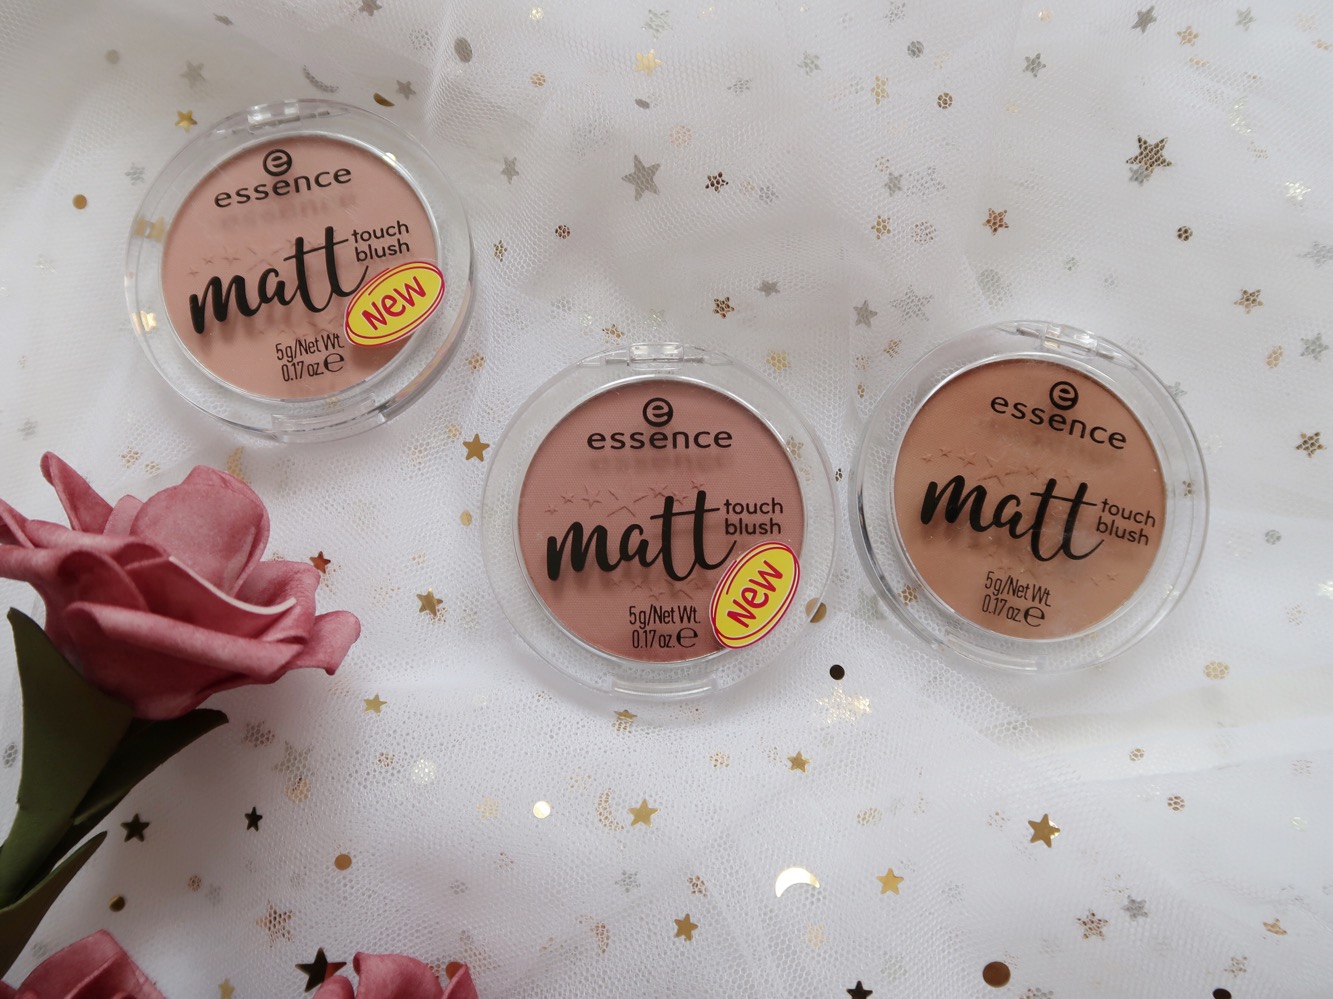 e
essence
matt touch
blush
NEW
5g/Net Wt.
0.17 oz. ℮
e
essence
matt touch
blush
NEW
5g/Net Wt.
0.17 oz. ℮
e
essence
matt touch
blush
5g/Net Wt.
0.17 oz. ℮